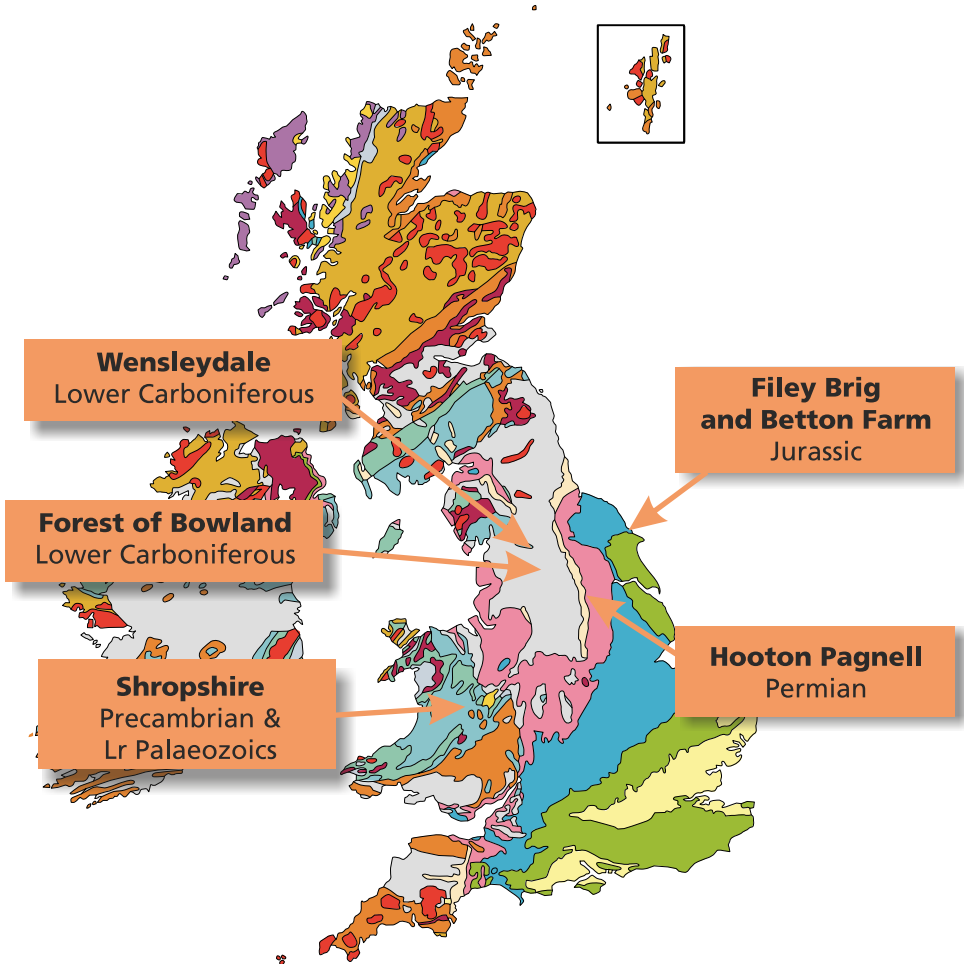 Wensleydale
Lower Carboniferous
Filey Brig
and Betton Farm
Jurassic
Forest of Bowland
Lower Carboniferous
Hooton Pagnell
Permian
Shropshire
Precambrian &
Lr Palaeozoics